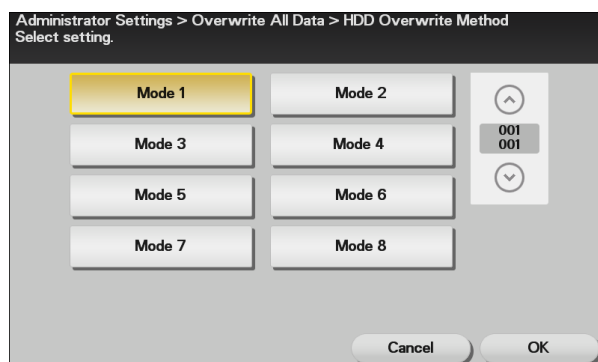 Administrator Settings > Overwrite All Data > HDD Overwrite Method
Select setting.
Mode 1
Mode 2
Mode 3
Mode 4
001
001
Mode 5
Mode 6
Mode 7
Mode 8
Cancel
OK